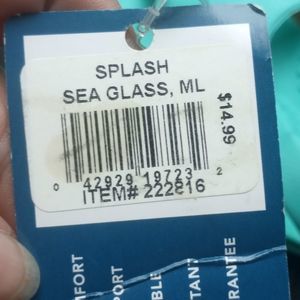 SPLASH
SEA GLASS, ML
$14.99
0 42929 19723 2
ITEM# 222816